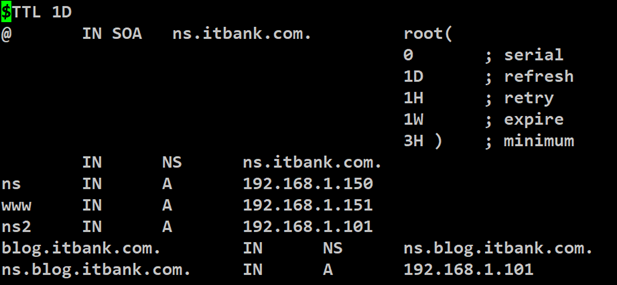 $TTL 1D
@ IN SOA ns.itbank.com. root(
0 ; serial
1D ; refresh
1H ; retry
1W ; expire
3H ) ; minimum
IN NS ns.itbank.com.
ns IN A 192.168.1.150
www IN A 192.168.1.151
ns2 IN A 192.168.1.101
blog.itbank.com. IN NS ns.blog.itbank.com.
ns.blog.itbank.com. IN A 192.168.1.101